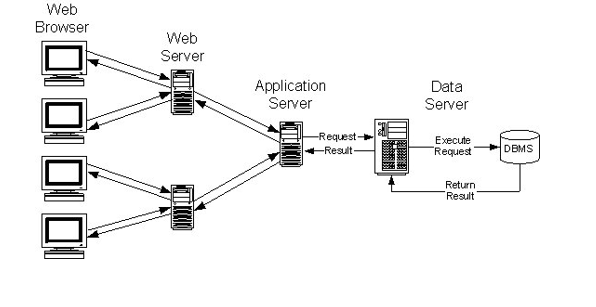 Web
Browser
Web
Server
Application
Server
Data
Server
Request
Result
Execute
Request
DBMS
Return
Result